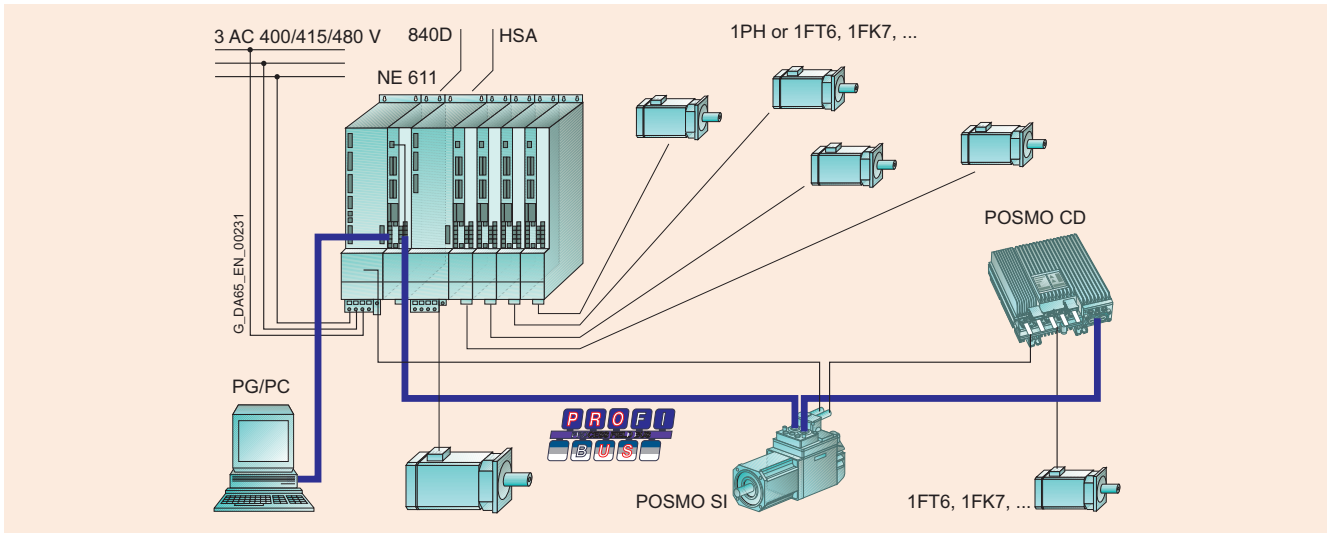 3 AC 400/415/480 V
840D
HSA
1PH or 1FT6, 1FK7, ...
NE 611
G_DA65_EN_00231
POSMO CD
PG/PC
PROFI
BUS
POSMO SI
1FT6, 1FK7, ...